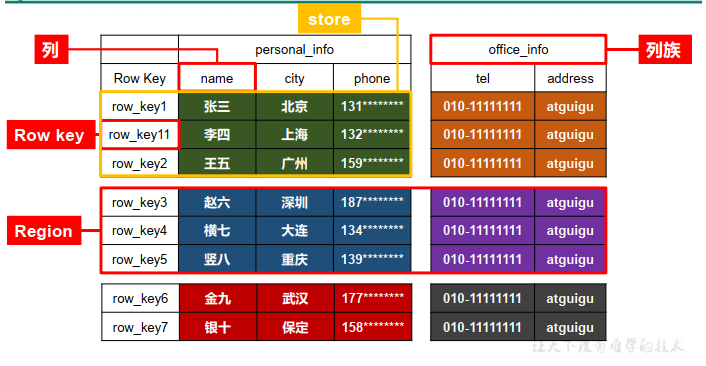 store
列
personal_info
office_info
列族
Row Key name city phone tel address
row_key1 张三 北京 131******** 010-11111111 atguigu
Row key
row_key11 李四 上海 132******** 010-11111111 atguigu
row_key2 王五 广州 159******** 010-11111111 atguigu
row_key3 赵六 深圳 187******** 010-11111111 atguigu
Region
row_key4 横七 大连 134******** 010-11111111 atguigu
row_key5 竖八 重庆 139******** 010-11111111 atguigu
row_key6 金九 武汉 177******** 010-11111111 atguigu
row_key7 银十 保定 158******** 010-11111111 atguigu
让天下没有难学的技术